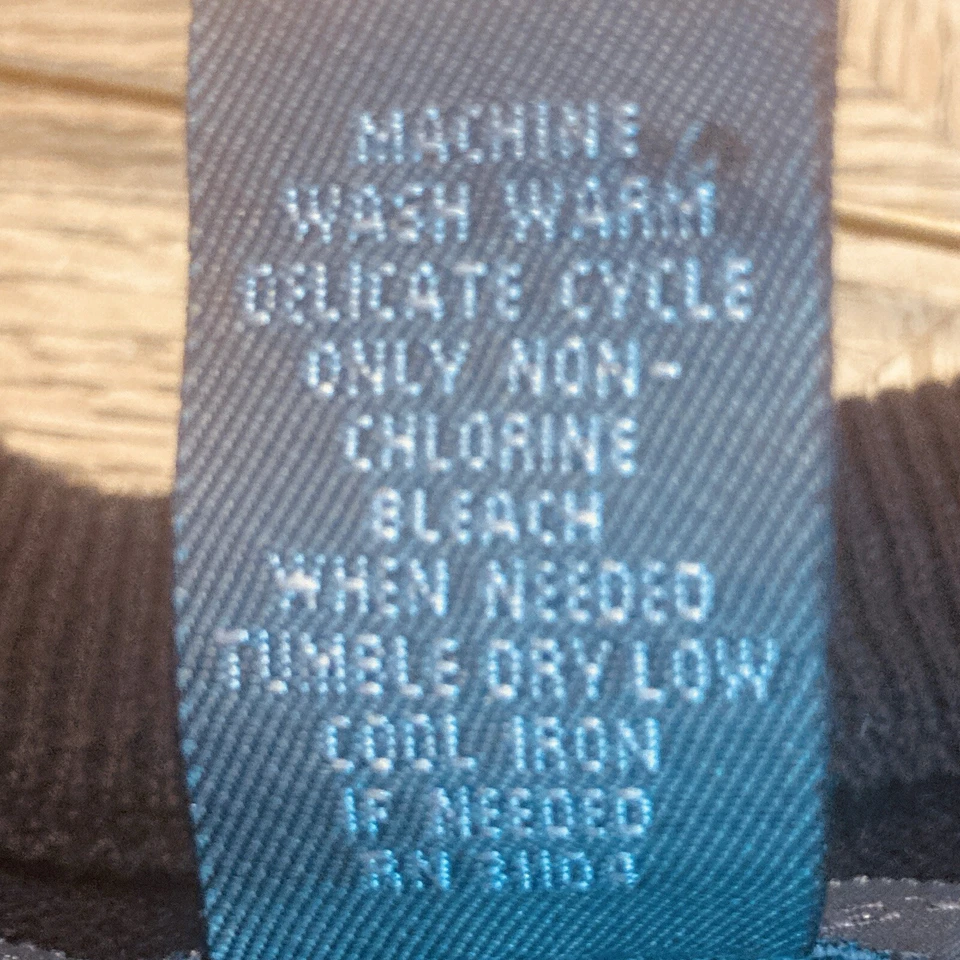 MACHINE
WASH WARM
DELICATE CYCLE
ONLY NON-
CHLORINE
BLEACH
WHEN NEEDED
TUMBLE DRY LOW
COOL IRON
IF NEEDED
RN